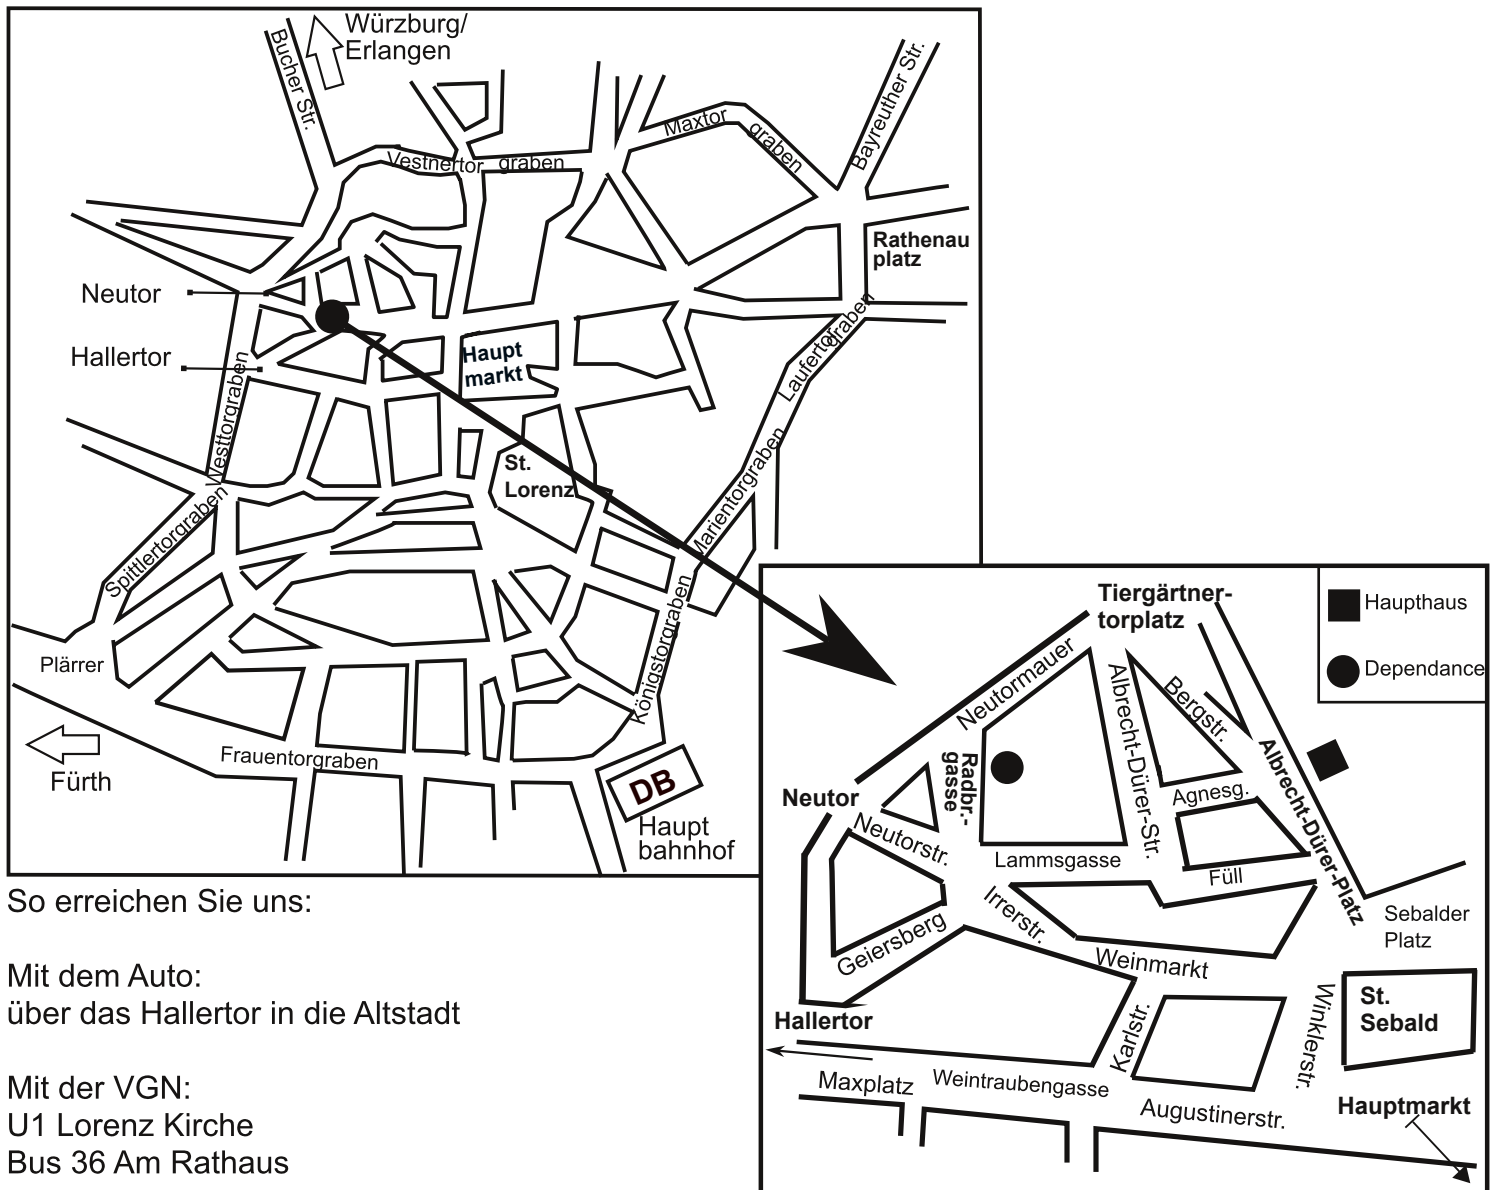 Würzburg/
Erlangen
Bucher Str.
Vestnertor graben
Maxtor graben
Bayreuther Str.
Rathenau
platz
Neutor
Hallertor
Haupt
markt
Laufertor graben
Westtorgraben
St.
Lorenz
Marientorgraben
Spittlertorgraben
Königstorgraben
Plärrer
Frauentorgraben
Fürth
DB
Haupt
bahnhof
Tiergärtner-
torplatz
Haupthaus
Dependance
Neutormauer
Albrecht-Dürer-Str.
Bergstr.
Albrecht-Dürer-Platz
Radbr.-
gasse
Neutor
Agnesg.
Neutorstr.
Lammsgasse
Füll
Irrerstr.
Geiersberg
Weinmarkt
Sebalder
Platz
St.
Sebald
Winklerstr.
Hallertor
Karlstr.
Maxplatz
Weintraubengasse
Augustinerstr.
Hauptmarkt
So erreichen Sie uns:
Mit dem Auto:
über das Hallertor in die Altstadt
Mit der VGN:
U1 Lorenz Kirche
Bus 36 Am Rathaus